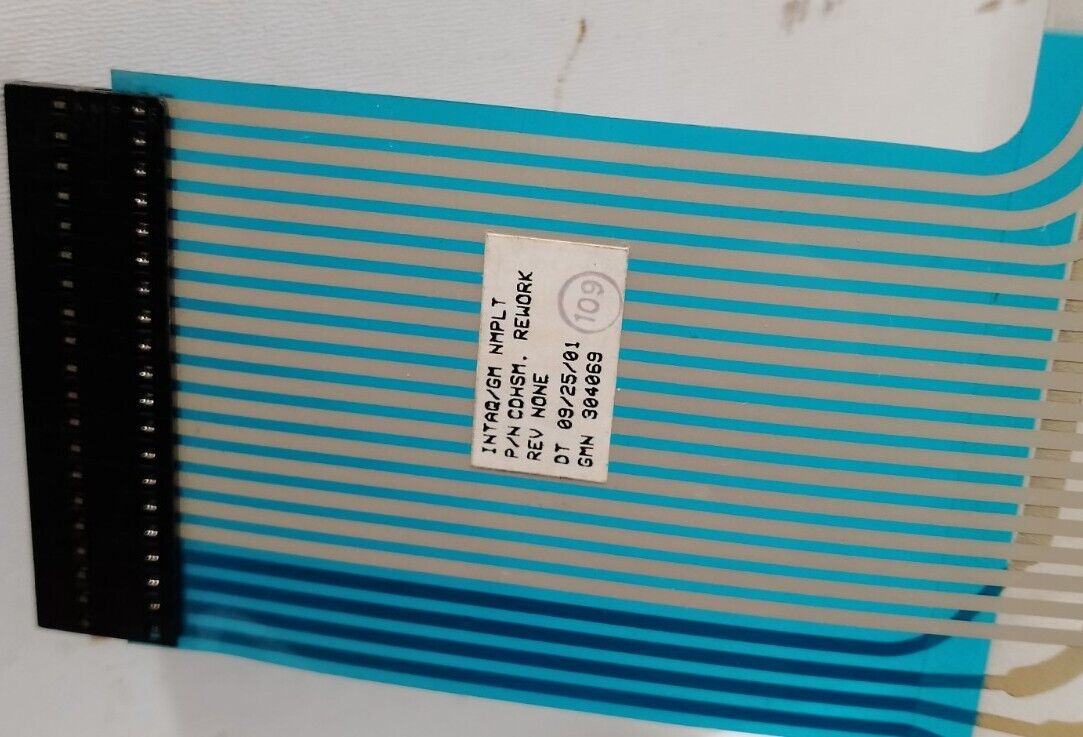 INTAQ/GM NMPLT
P/N CDHSM. REWORK
REV NONE
DT 09/25/01
GMN 304069
109